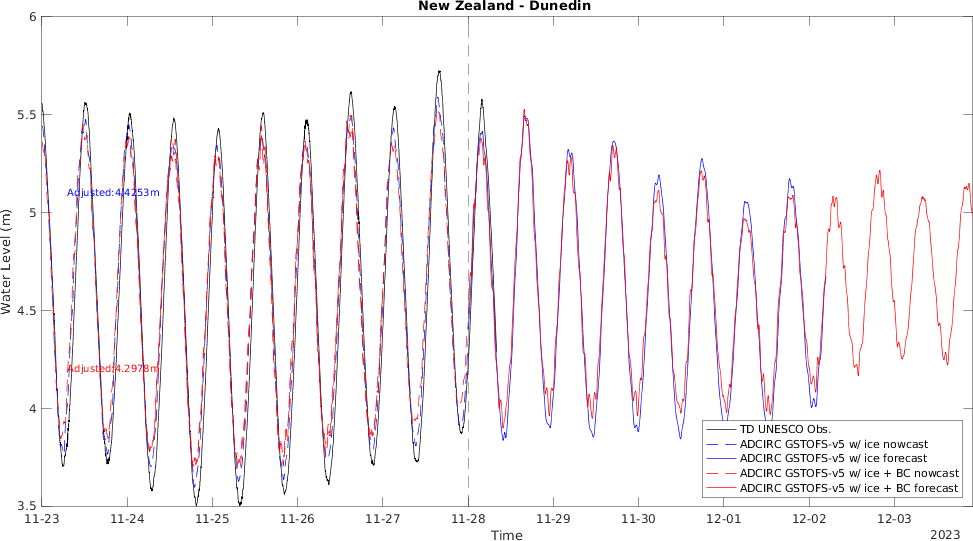 New Zealand - Dunedin
6
5.5
5
4.5
4
3.5
Water Level (m)
Adjusted:4.4253m
Adjusted:4.2978m
TD UNESCO Obs.
ADCIRC GSTOFS-v5 w/ ice nowcast
ADCIRC GSTOFS-v5 w/ ice forecast
ADCIRC GSTOFS-v5 w/ ice + BC nowcast
ADCIRC GSTOFS-v5 w/ ice + BC forecast
11-23 11-24 11-25 11-26 11-27 11-28 11-29 11-30 12-01 12-02 12-03
Time
2023